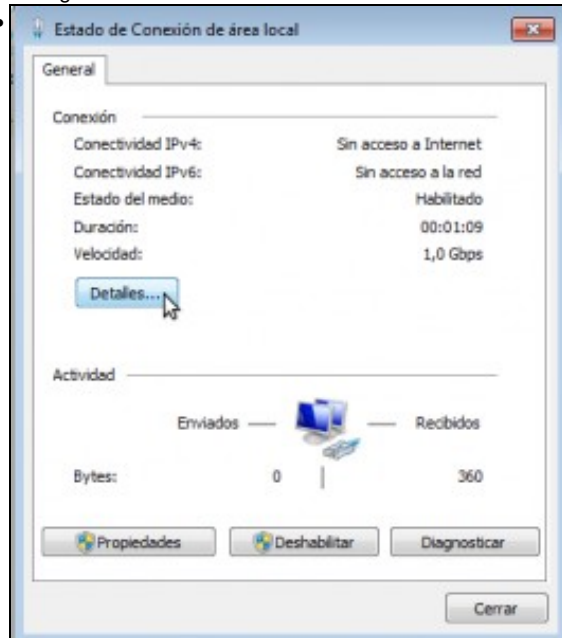 Estado de Conexión de área local
General
Conexión
Conectividad IPv4: Sin acceso a Internet
Conectividad IPv6: Sin acceso a la red
Estado del medio: Habilitado
Duración: 00:01:09
Velocidad: 1,0 Gbps
Detalles...
Actividad
Enviados — — Recibidos
Bytes: 0 | 360
Propiedades Deshabilitar Diagnosticar
Cerrar